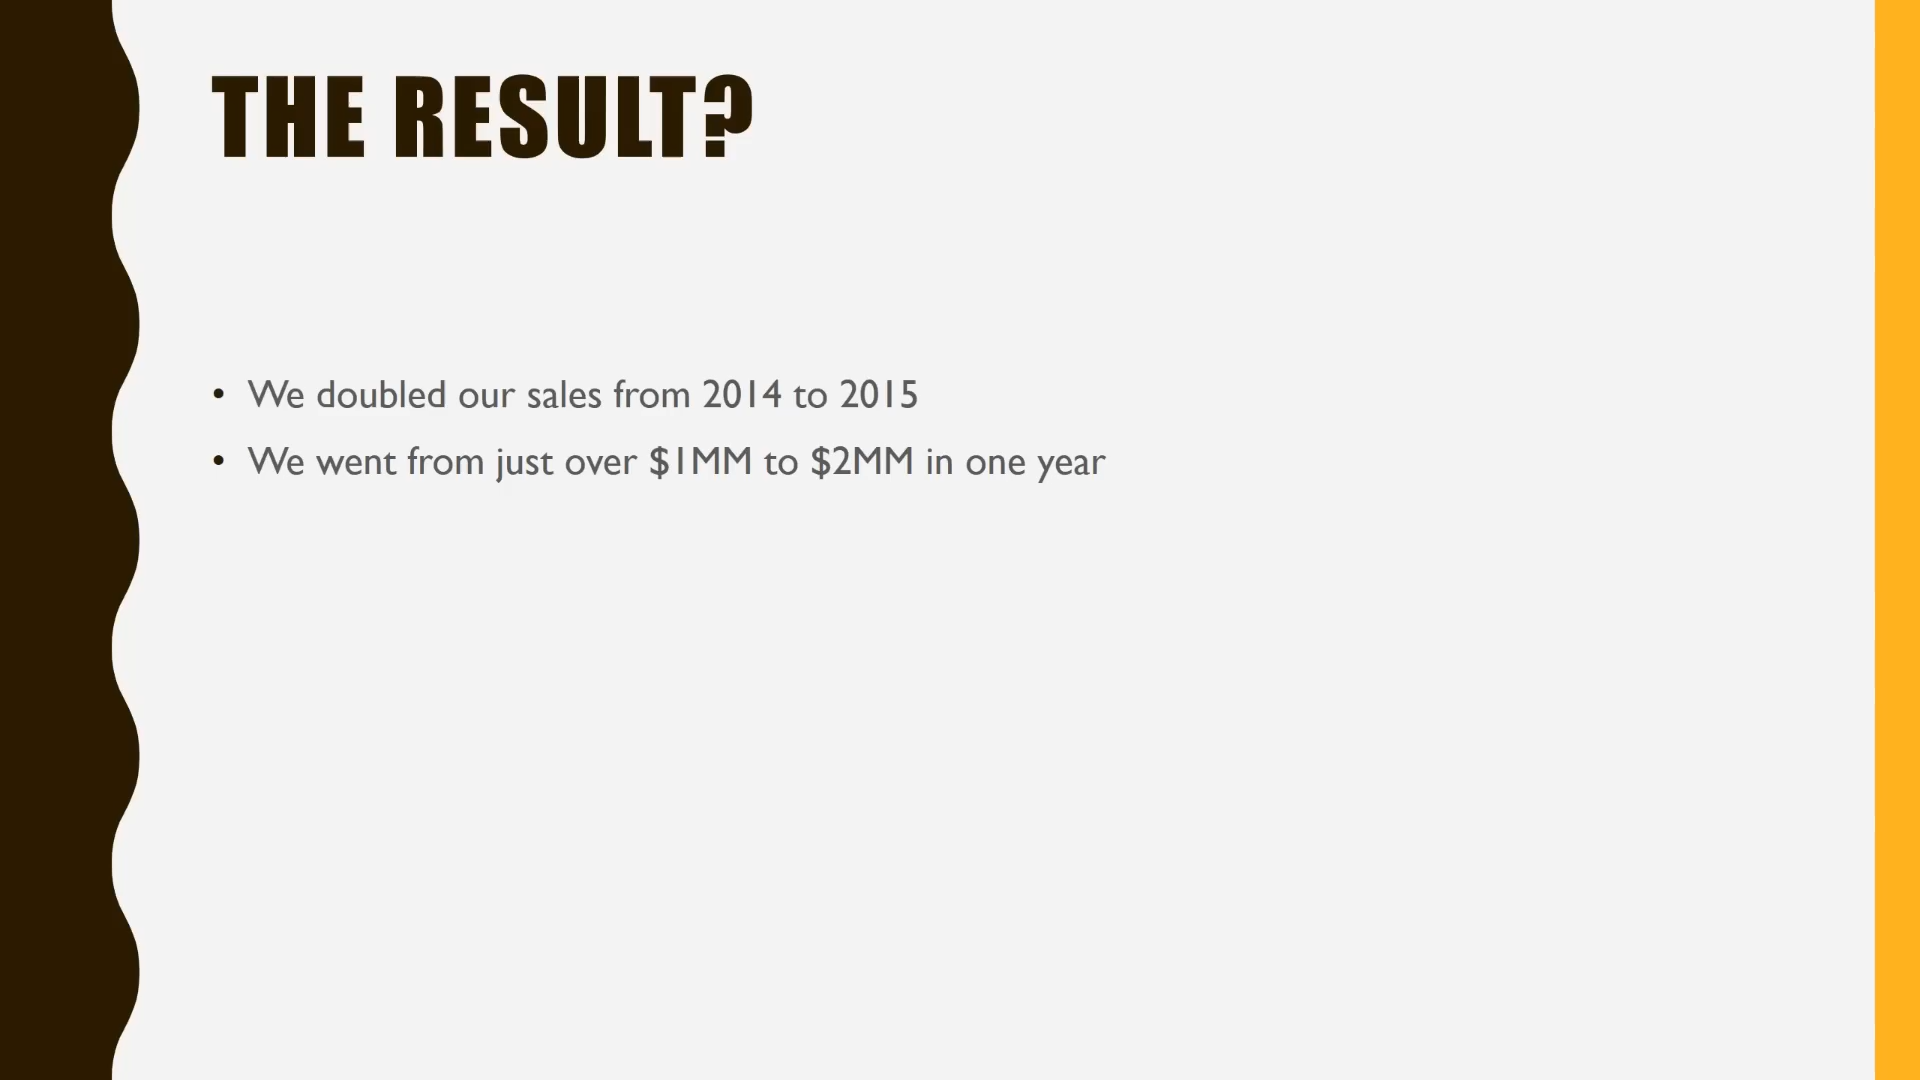 THE RESULT?
• We doubled our sales from 2014 to 2015
• We went from just over $1MM to $2MM in one year